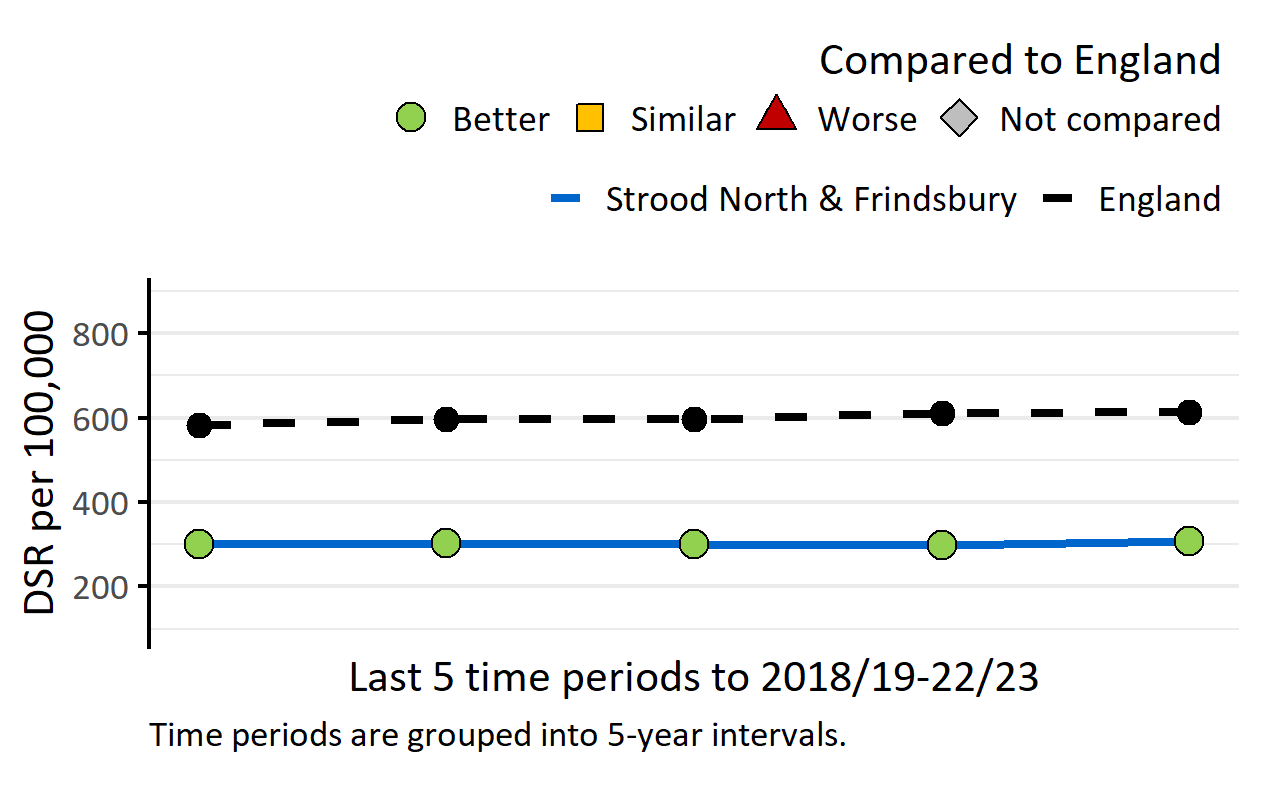 Compared to England
Better Similar Worse Not compared
Strood North & Frindsbury England
DSR per 100,000
800
600
400
200
Last 5 time periods to 2018/19-22/23
Time periods are grouped into 5-year intervals.